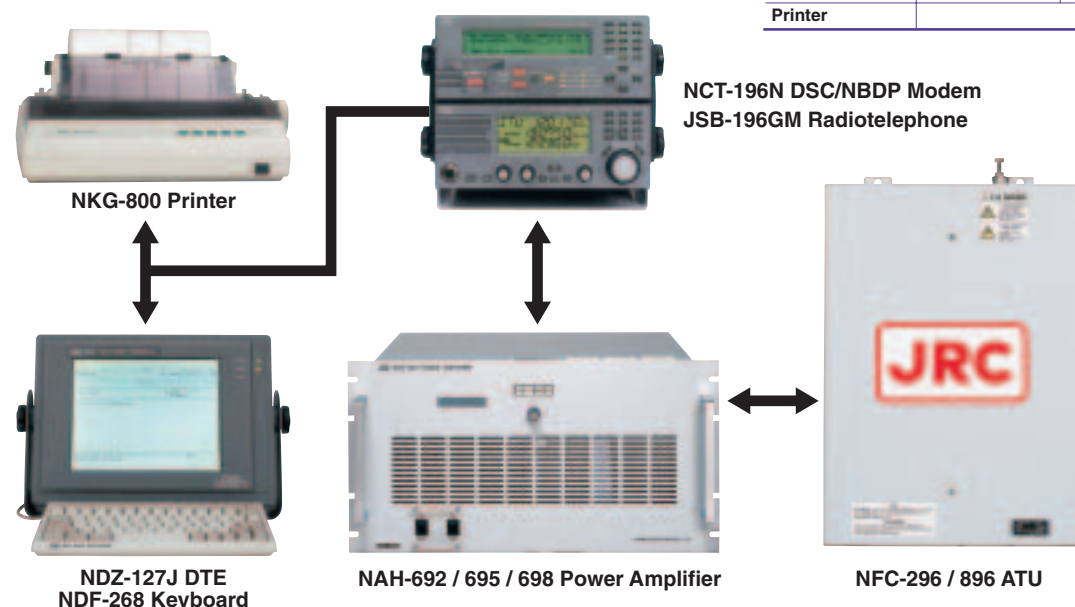 Printer
NCT-196N DSC/NBDP Modem
JSB-196GM Radiotelephone
NKG-800 Printer
JRC
NDZ-127J DTE
NDF-268 Keyboard
NAH-692 / 695 / 698 Power Amplifier
NFC-296 / 896 ATU